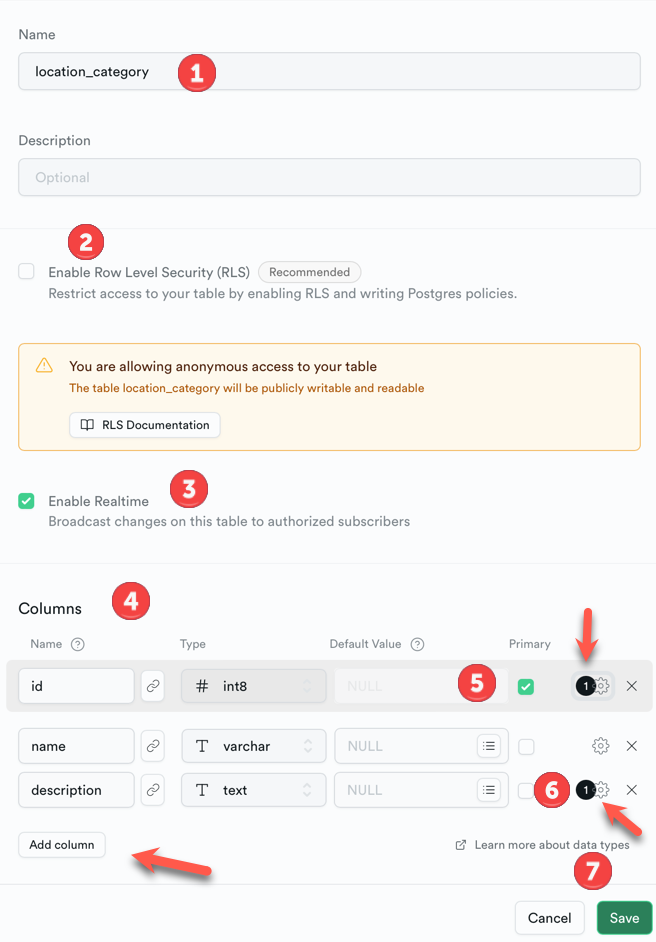 Name
location_category 1
Description
Optional
2
Enable Row Level Security (RLS) Recommended
Restrict access to your table by enabling RLS and writing Postgres policies.
You are allowing anonymous access to your table
The table location_category will be publicly writable and readable
RLS Documentation
3
Enable Realtime
Broadcast changes on this table to authorized subscribers
4
Columns
Name ? Type Default Value ? Primary
id # int8 NULL 5 1
name T varchar NULL
description T text NULL 6 1
Add column Learn more about data types
7
Cancel Save